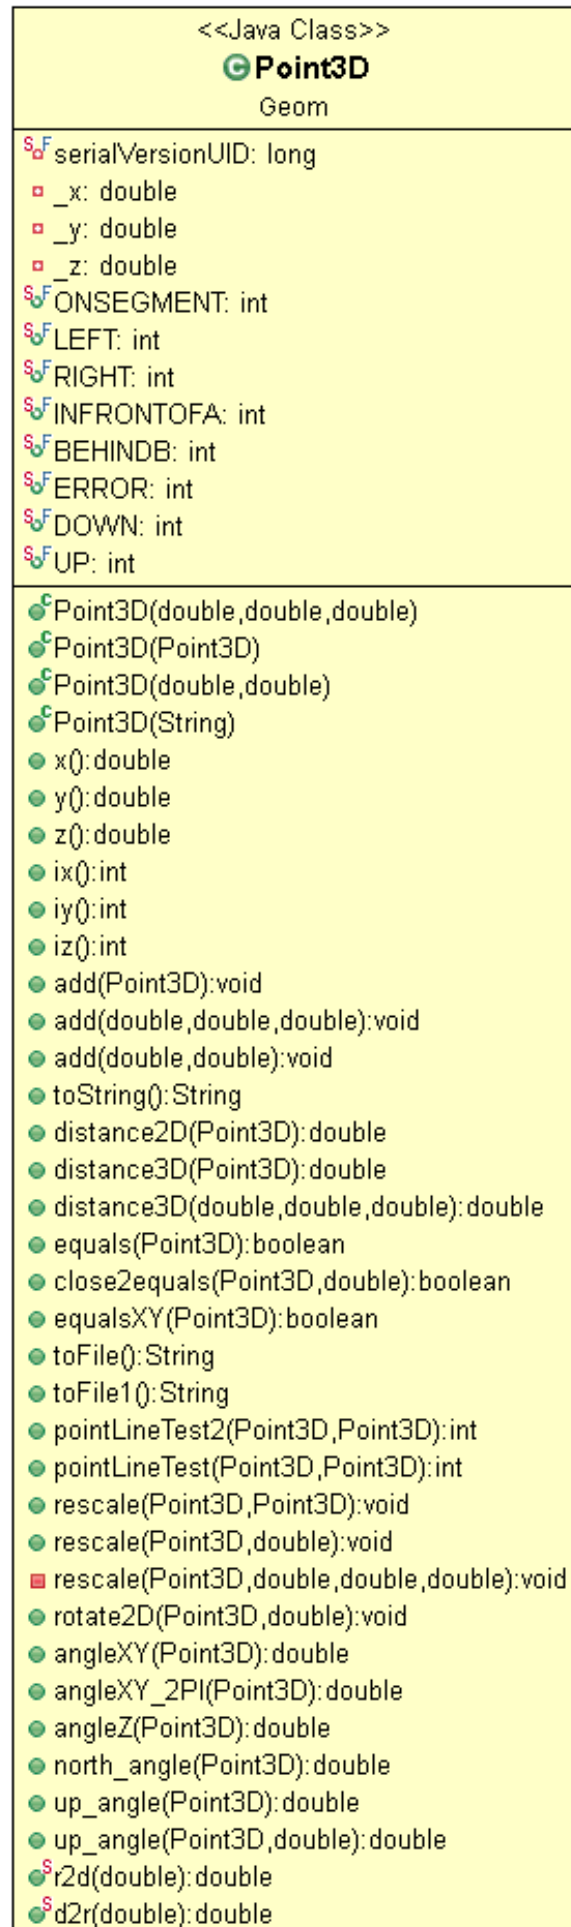 <<Java Class>>
Point3D
Geom
serialVersionUID: long
_x: double
_y: double
_z: double
ONSEGMENT: int
LEFT: int
RIGHT: int
INFRONTOFA: int
BEHINDB: int
ERROR: int
DOWN: int
UP: int
Point3D(double,double,double)
Point3D(Point3D)
Point3D(double,double)
Point3D(String)
x():double
y():double
z():double
ix():int
iy():int
iz():int
add(Point3D):void
add(double,double,double):void
add(double,double):void
toString():String
distance2D(Point3D):double
distance3D(Point3D):double
distance3D(double,double,double):double
equals(Point3D):boolean
close2equals(Point3D,double):boolean
equalsXY(Point3D):boolean
toFile():String
toFile1():String
pointLineTest2(Point3D,Point3D):int
pointLineTest(Point3D,Point3D):int
rescale(Point3D,Point3D):void
rescale(Point3D,double):void
rescale(Point3D,double,double,double):void
rotate2D(Point3D,double):void
angleXY(Point3D):double
angleXY_2PI(Point3D):double
angleZ(Point3D):double
north_angle(Point3D):double
up_angle(Point3D):double
up_angle(Point3D,double):double
r2d(double):double
d2r(double):double